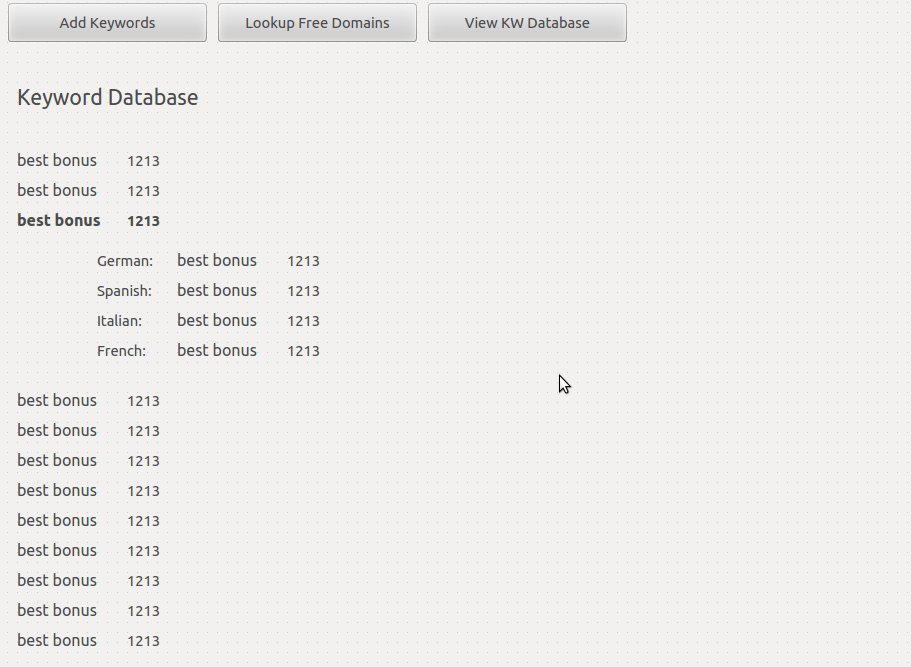 Add Keywords Lookup Free Domains View KW Database
Keyword Database
best bonus 1213
best bonus 1213
best bonus 1213
German: best bonus 1213
Spanish: best bonus 1213
Italian: best bonus 1213
French: best bonus 1213
best bonus 1213
best bonus 1213
best bonus 1213
best bonus 1213
best bonus 1213
best bonus 1213
best bonus 1213
best bonus 1213
best bonus 1213